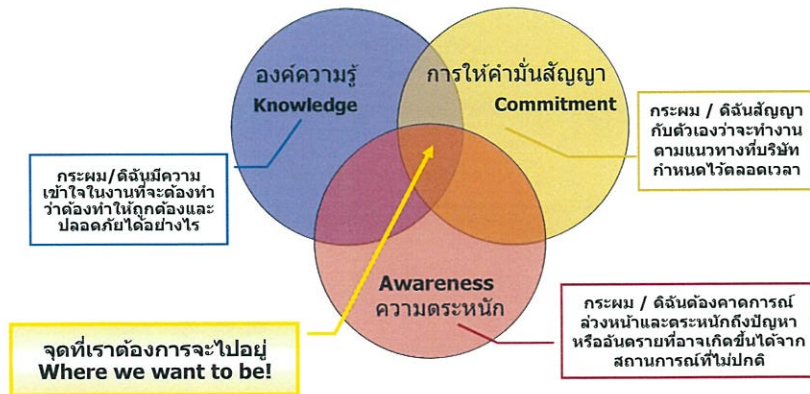 องค์ความรู้
Knowledge
การให้คำมั่นสัญญา
Commitment
กระผม / ดิฉันสัญญา
กับตัวเองว่าจะทำงาน
ตามแนวทางที่บริษัท
กำหนดไว้ตลอดเวลา
กระผม/ดิฉันมีความ
เข้าใจในงานที่จะต้องทำ
ว่าต้องทำให้ถูกต้องและ
ปลอดภัยได้อย่างไร
Awareness
ความตระหนัก
กระผม / ดิฉันต้องคาดการณ์
ล่วงหน้าและตระหนักถึงปัญหา
หรืออันตรายที่อาจเกิดขึ้นได้จาก
สถานการณ์ที่ไม่ปกติ
จุดที่เราต้องการจะไปอยู่
Where we want to be!